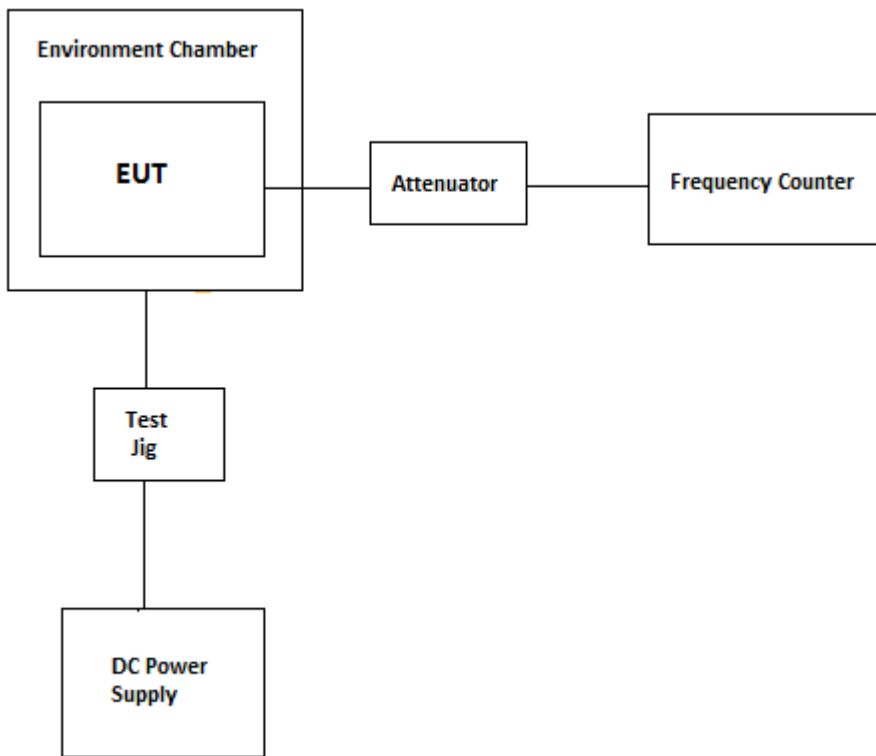 Environment Chamber
EUT
Attenuator
Frequency Counter
Test
Jig
DC Power
Supply